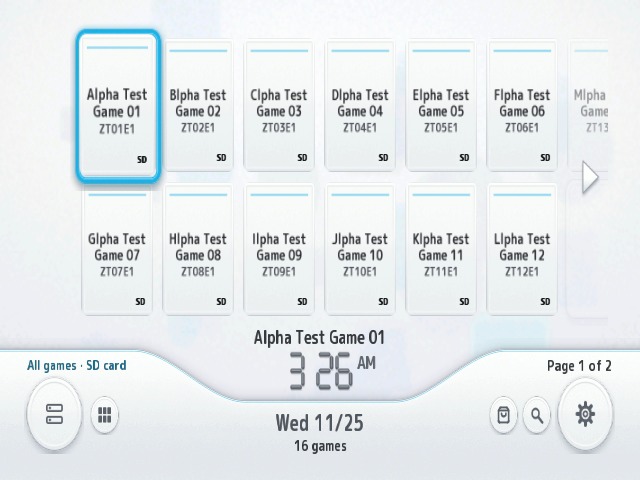 Alpha Test
Game 01
ZT01E1
SD
Blpha Test
Game 02
ZT02E1
SD
Clpha Test
Game 03
ZT03E1
SD
Dlpha Test
Game 04
ZT04E1
SD
Elpha Test
Game 05
ZT05E1
SD
Flpha Test
Game 06
ZT06E1
SD
Mlpha
Game
ZT13
Glpha Test
Game 07
ZT07E1
SD
Hlpha Test
Game 08
ZT08E1
SD
Ilpha Test
Game 09
ZT09E1
SD
Jlpha Test
Game 10
ZT10E1
SD
Klpha Test
Game 11
ZT11E1
SD
Llpha Test
Game 12
ZT12E1
SD
Alpha Test Game 01
All games · SD card
3 26 AM
Page 1 of 2
Wed 11/25
16 games